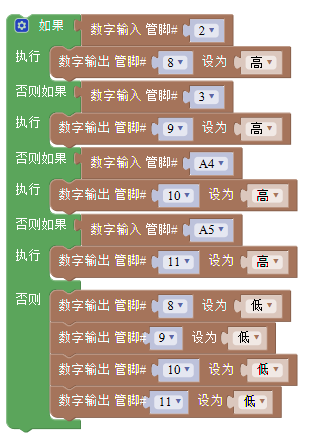 如果 数字输入 管脚# 2
执行 数字输出 管脚# 8 设为 高
否则如果 数字输入 管脚# 3
执行 数字输出 管脚# 9 设为 高
否则如果 数字输入 管脚# A4
执行 数字输出 管脚# 10 设为 高
否则如果 数字输入 管脚# A5
执行 数字输出 管脚# 11 设为 高
否则 数字输出 管脚# 8 设为 低
数字输出 管脚# 9 设为 低
数字输出 管脚# 10 设为 低
数字输出 管脚# 11 设为 低